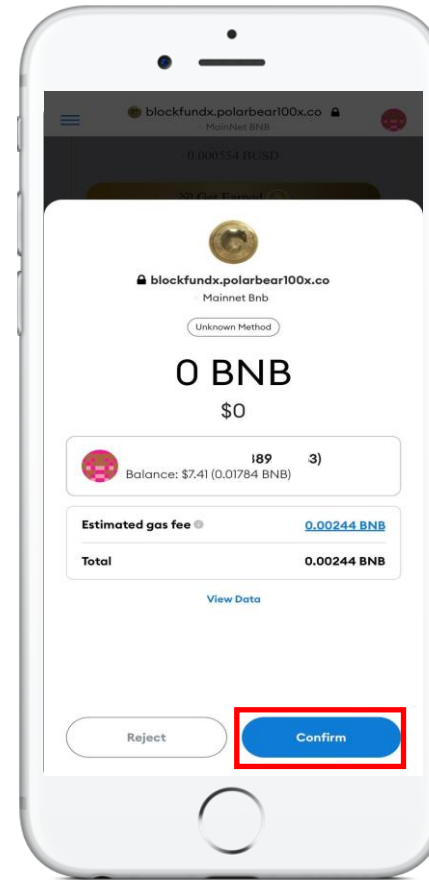 blockfundx.polarbear100x.co
MainNet BNB
0.000554 BUSD
blockfundx.polarbear100x.co
Mainnet Bnb
Unknown Method
0 BNB
$0
389 3)
Balance: $7.41 (0.01784 BNB)
Estimated gas fee 0.00244 BNB
Total 0.00244 BNB
View Data
Reject Confirm